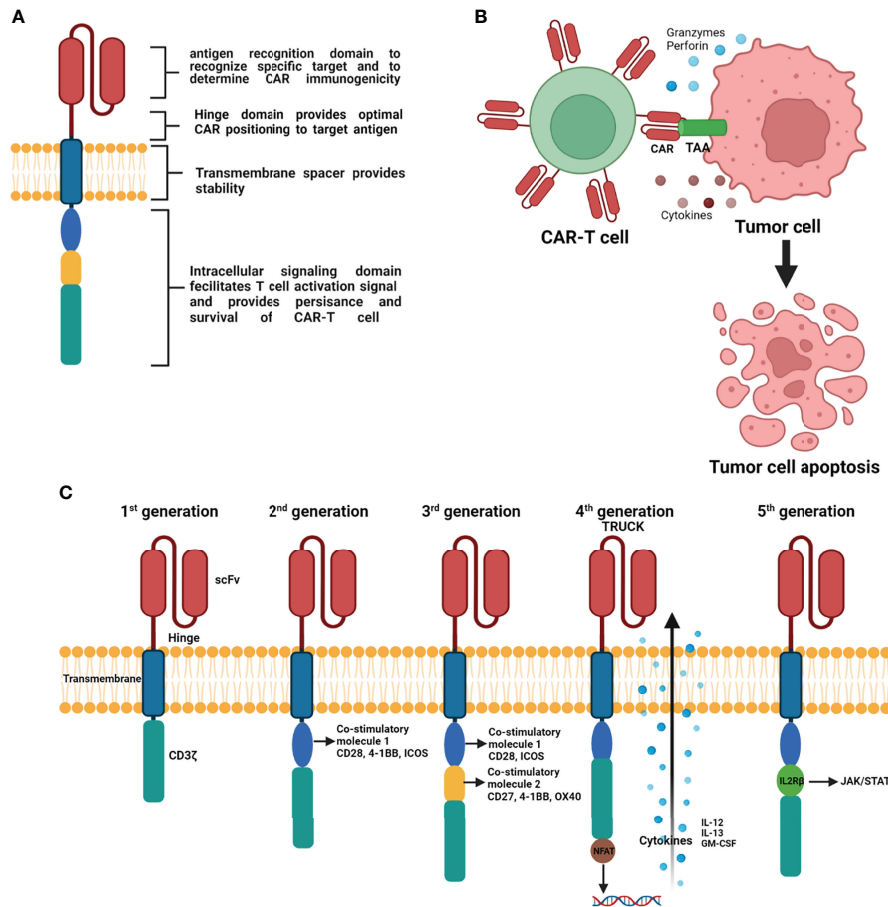 A
antigen recognition domain to
recognize specific target and to
determine CAR immunogenicity
Hinge domain provides optimal
CAR positioning to target antigen
Transmembrane spacer provides
stability
Intracellular signaling domain
fecilitates T cell activation signal
and provides persisance and
survival of CAR-T cell
B
Granzymes
Perforin
CAR
TAA
Cytokines
CAR-T cell
Tumor cell
Tumor cell apoptosis
C
1st generation
2nd generation
3rd generation
4th generation
TRUCK
5th generation
scFv
Hinge
Transmembrane
CD3ζ
Co-stimulatory
molecule 1
CD28, 4-1BB, ICOS
Co-stimulatory
molecule 1
CD28, ICOS
Co-stimulatory
molecule 2
CD27, 4-1BB, OX40
NFAT
Cytokines
IL-12
IL-13
GM-CSF
IL2Rβ
JAK/STAT